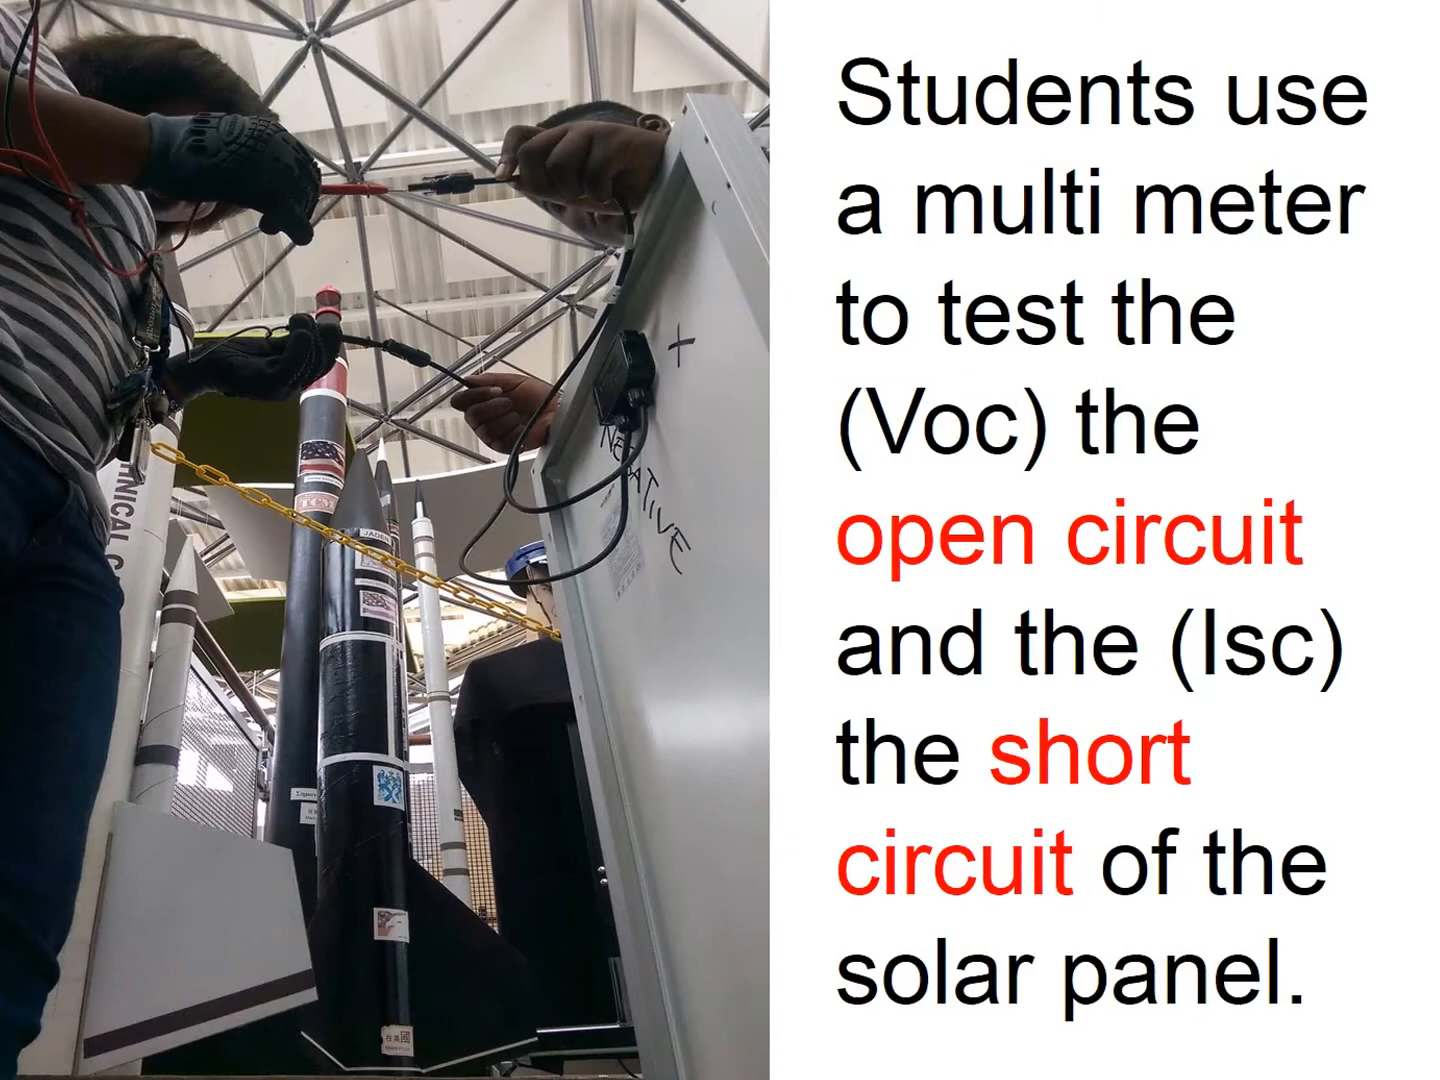 Students use
a multi meter
to test the
(Voc) the
open circuit
and the (Isc)
the short
circuit of the
solar panel.
+
NEGATIVE
JADE